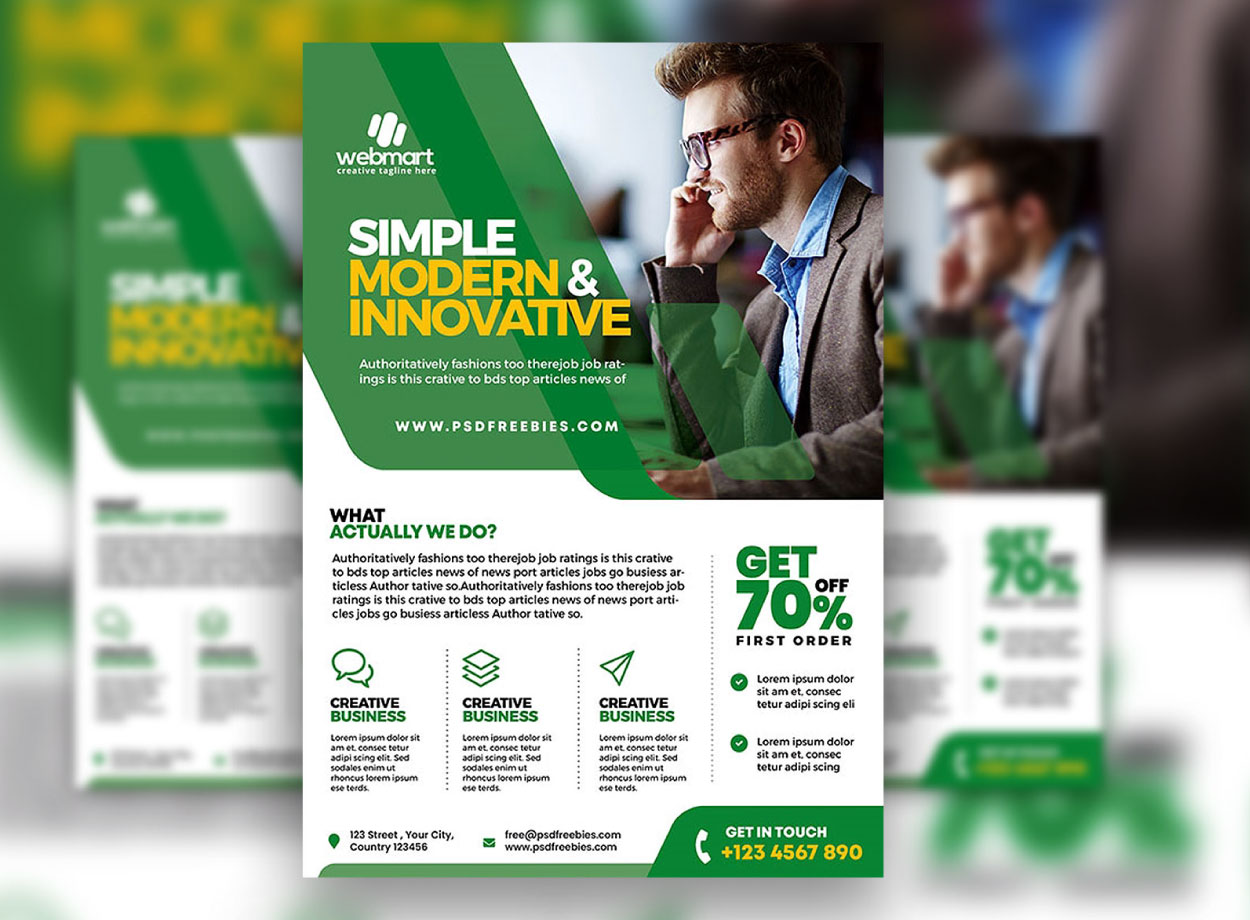 webmart
creative tagline here
SIMPLE
MODERN &
INNOVATIVE
Authoritatively fashions too therejob job rat-
ings is this crative to bds top articles news of
WWW.PSDFREEBIES.COM
WHAT
ACTUALLY WE DO?
Authoritatively fashions too therejob job ratings is this crative
to bds top articles news of news port articles jobs go busiess ar-
ticless Author tative so.Authoritatively fashions too therejob job
ratings is this crative to bds top articles news of news port arti-
cles jobs go busiess articless Author tative so.
CREATIVE
BUSINESS
Lorem ipsum dolor sit
am et, consec tetur
adipi scing elit. Sed
sodales enim ut
rhoncus lorem ipsum
ese terds.
CREATIVE
BUSINESS
Lorem ipsum dolor sit
am et, consec tetur
adipi scing elit. Sed
sodales enim ut
rhoncus lorem ipsum
ese terds.
CREATIVE
BUSINESS
Lorem ipsum dolor sit
am et, consec tetur
adipi scing elit. Sed
sodales enim ut
rhoncus lorem ipsum
ese terds.
GET
70% OFF
FIRST ORDER
Lorem ipsum dolor
sit am et, consec
tetur adipi scing eli
Lorem ipsum dolor
sit am et, consec
tetur adipi scing
123 Street , Your City,
Country 123456
free@psdfreebies.com
www.psdfreebies.com
GET IN TOUCH
+123 4567 890
SIMPLE
MODERN &
INNOVATIVE
WHAT
ACTUALLY WE DO?
GET
70% OFF